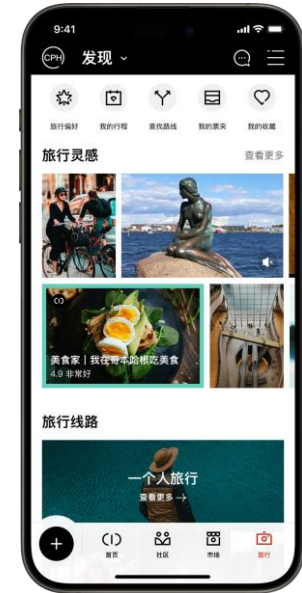 9:41
CPH 发现
旅行偏好 我的行程 查找路线 我的票夹 我的收藏
旅行灵感 查看更多
美食家｜我在哥本哈根吃美食
4.9 非常好
旅行线路
一个人旅行
查看更多 →
首页 社区 市场 旅行